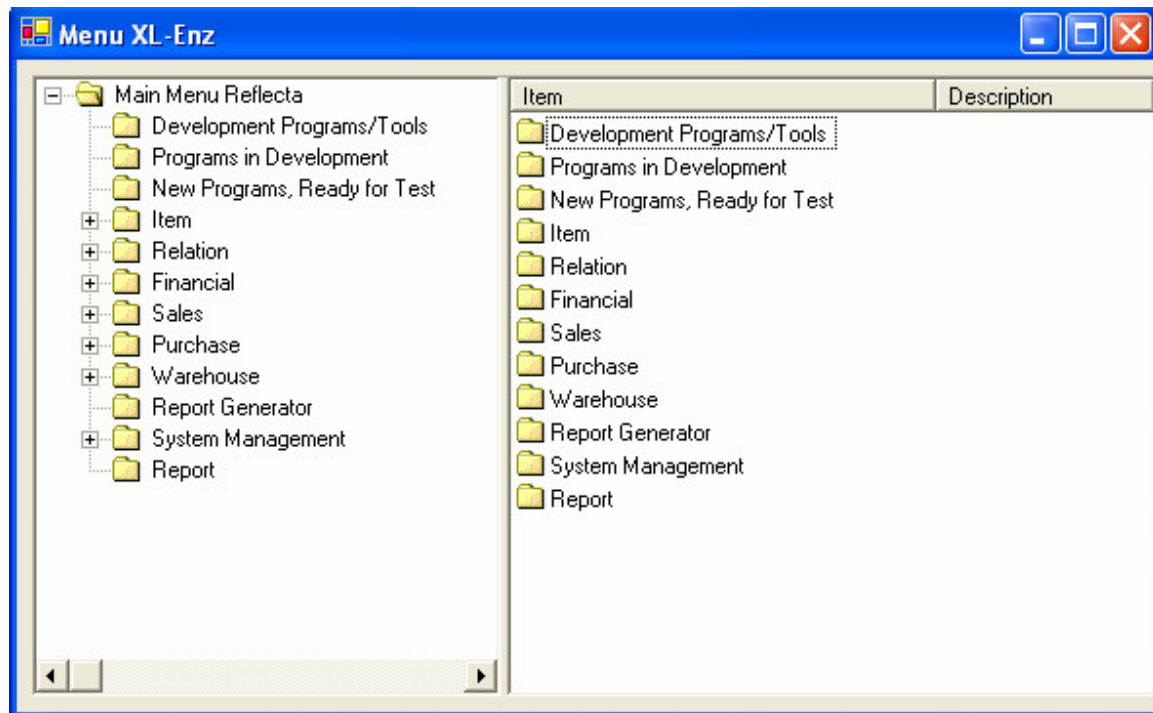 Menu XL-Enz
Main Menu Reflecta
Development Programs/Tools
Programs in Development
New Programs, Ready for Test
Item
Relation
Financial
Sales
Purchase
Warehouse
Report Generator
System Management
Report
Item Description
Development Programs/Tools
Programs in Development
New Programs, Ready for Test
Item
Relation
Financial
Sales
Purchase
Warehouse
Report Generator
System Management
Report